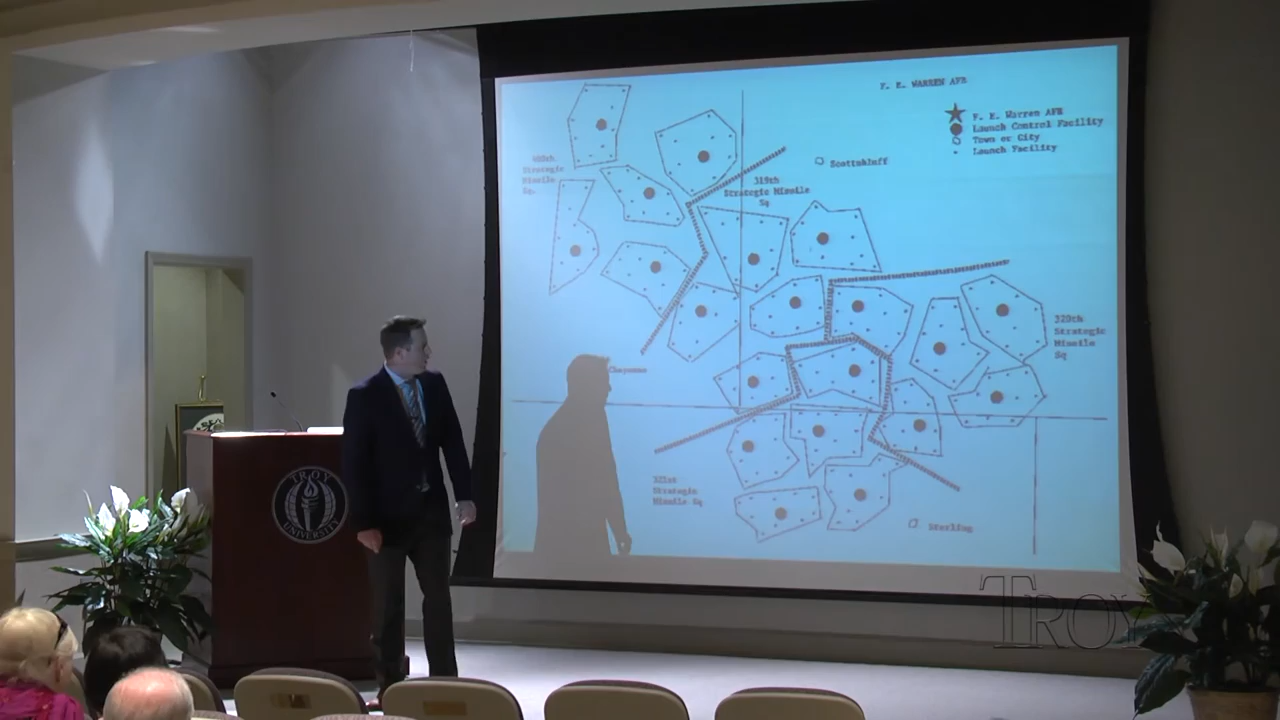 F. E. WARREN AFB
F. E. Warren AFB
Launch Control Facility
Town or City
Launch Facility
400th
Strategic
Missile
Sq.
319th
Strategic Missile
Sq
Scottsbluff
320th
Strategic
Missile
Sq
Cheyenne
321st
Strategic
Missile Sq
Sterling
TROY
UNIVERSITY
TROY